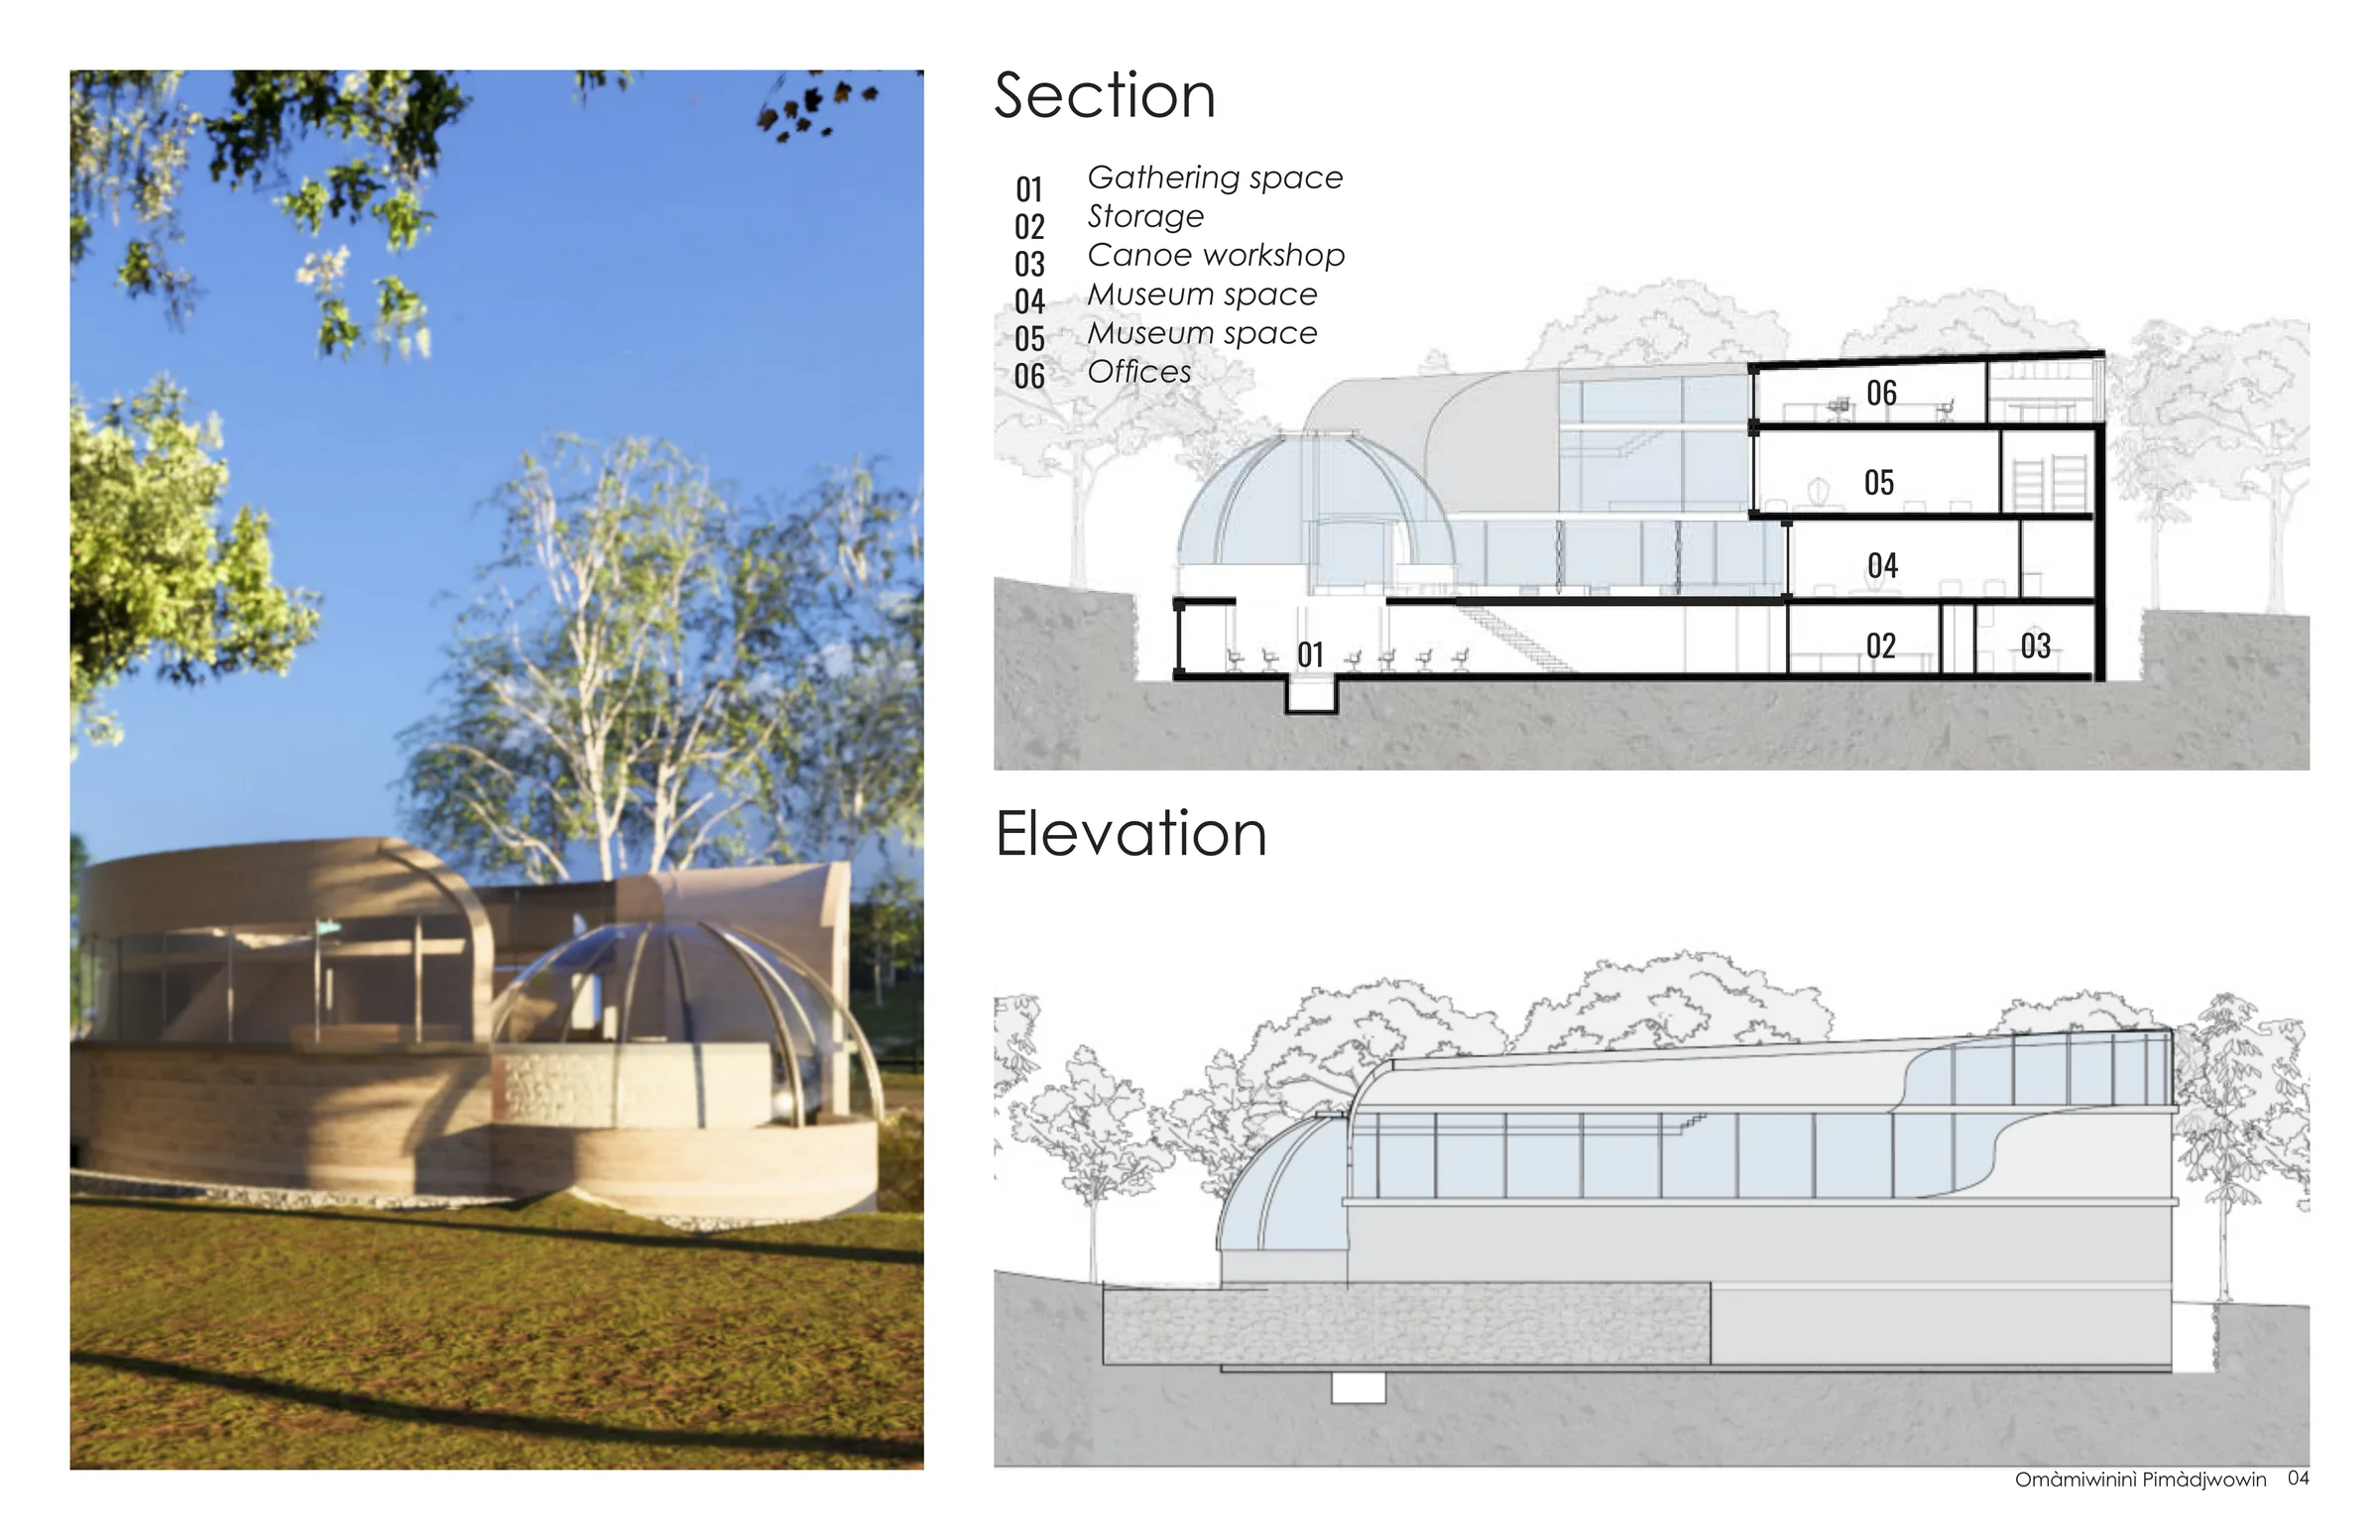 Section
01 Gathering space
02 Storage
03 Canoe workshop
04 Museum space
05 Museum space
06 Offices
06
05
04
01
02
03
Elevation
Omàmiwininì Pimàdjwowin 04